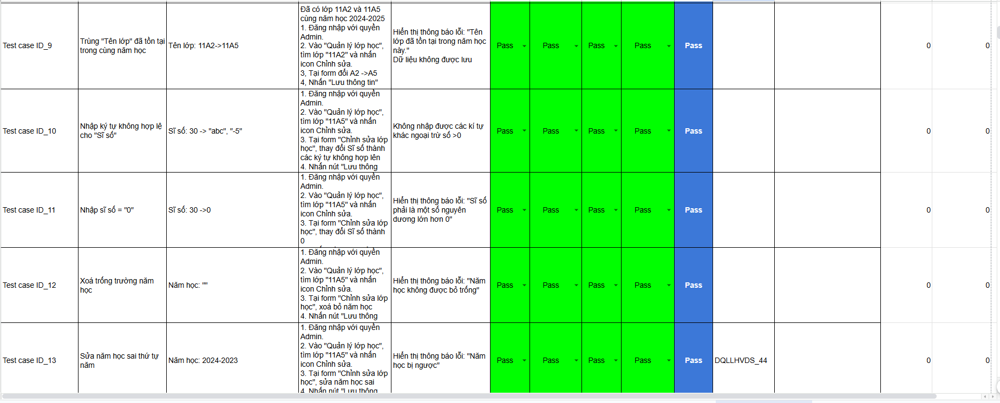 Test case ID_9
Trùng "Tên lớp" đã tồn tại
trong cùng năm học
Tên lớp: 11A2->11A5
Đã có lớp 11A2 và 11A5
cùng năm học 2024-2025
1. Đăng nhập với quyền
Admin.
2. Vào "Quản lý lớp học",
tìm lớp "11A2" và nhấn
icon Chỉnh sửa.
3, Tại form đổi A2 ->A5
4, Nhấn "Lưu thông tin"
Hiển thị thông báo lỗi: "Tên
lớp đã tồn tại trong năm học
này."
Dữ liệu không được lưu
Pass
Pass
Pass
Pass
Pass
0
0
Test case ID_10
Nhập ký tự không hợp lệ
cho "Sĩ số"
Sĩ số: 30 -> "abc", "-5"
1. Đăng nhập với quyền
Admin.
2. Vào "Quản lý lớp học",
tìm lớp "11A5" và nhấn
icon Chỉnh sửa.
3. Tại form "Chỉnh sửa lớp
học", thay đổi Sĩ số thành
các ký tự không hợp lên
4. Nhấn nút "Lưu thông
Không nhập được các kí tự
khác ngoại trừ số >0
Pass
Pass
Pass
Pass
Pass
0
0
Test case ID_11
Nhập sĩ số = "0"
Sĩ số: 30 ->0
1. Đăng nhập với quyền
Admin.
2. Vào "Quản lý lớp học",
tìm lớp "11A5" và nhấn
icon Chỉnh sửa.
3. Tại form "Chỉnh sửa lớp
học", thay đổi Sĩ số thành
0
Hiển thị thông báo lỗi: "Sĩ số
phải là một số nguyên
dương lớn hơn 0"
Pass
Pass
Pass
Pass
Pass
0
0
Test case ID_12
Xoá trống trường năm
học
Năm học: ""
1. Đăng nhập với quyền
Admin.
2. Vào "Quản lý lớp học",
tìm lớp "11A5" và nhấn
icon Chỉnh sửa.
3. Tại form "Chỉnh sửa lớp
học", xoá bỏ năm học
4. Nhấn nút "Lưu thông
Hiển thị thông báo lỗi: "Năm
học không được bỏ trống"
Pass
Pass
Pass
Pass
Pass
0
0
Test case ID_13
Sửa năm học sai thứ tự
năm
Năm học: 2024-2023
1. Đăng nhập với quyền
Admin.
2. Vào "Quản lý lớp học",
tìm lớp "11A5" và nhấn
icon Chỉnh sửa.
3. Tại form "Chỉnh sửa lớp
học", sửa năm học sai
4. Nhấn nút "Lưu thông
Hiển thị thông báo lỗi: "Năm
học bị ngược"
Pass
Pass
Pass
Pass
Pass
DQLLHVDS_44
0
0